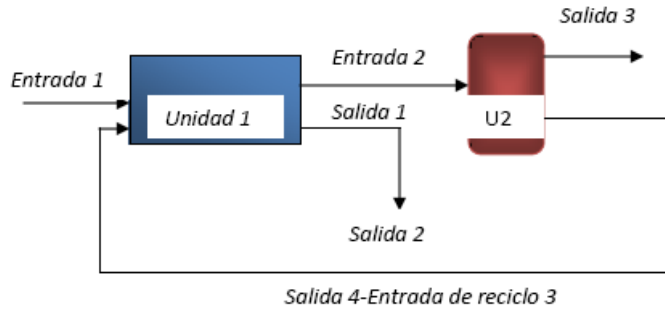 Salida 3
Entrada 2
Entrada 1
Unidad 1
Salida 1
U2
Salida 2
Salida 4-Entrada de reciclo 3